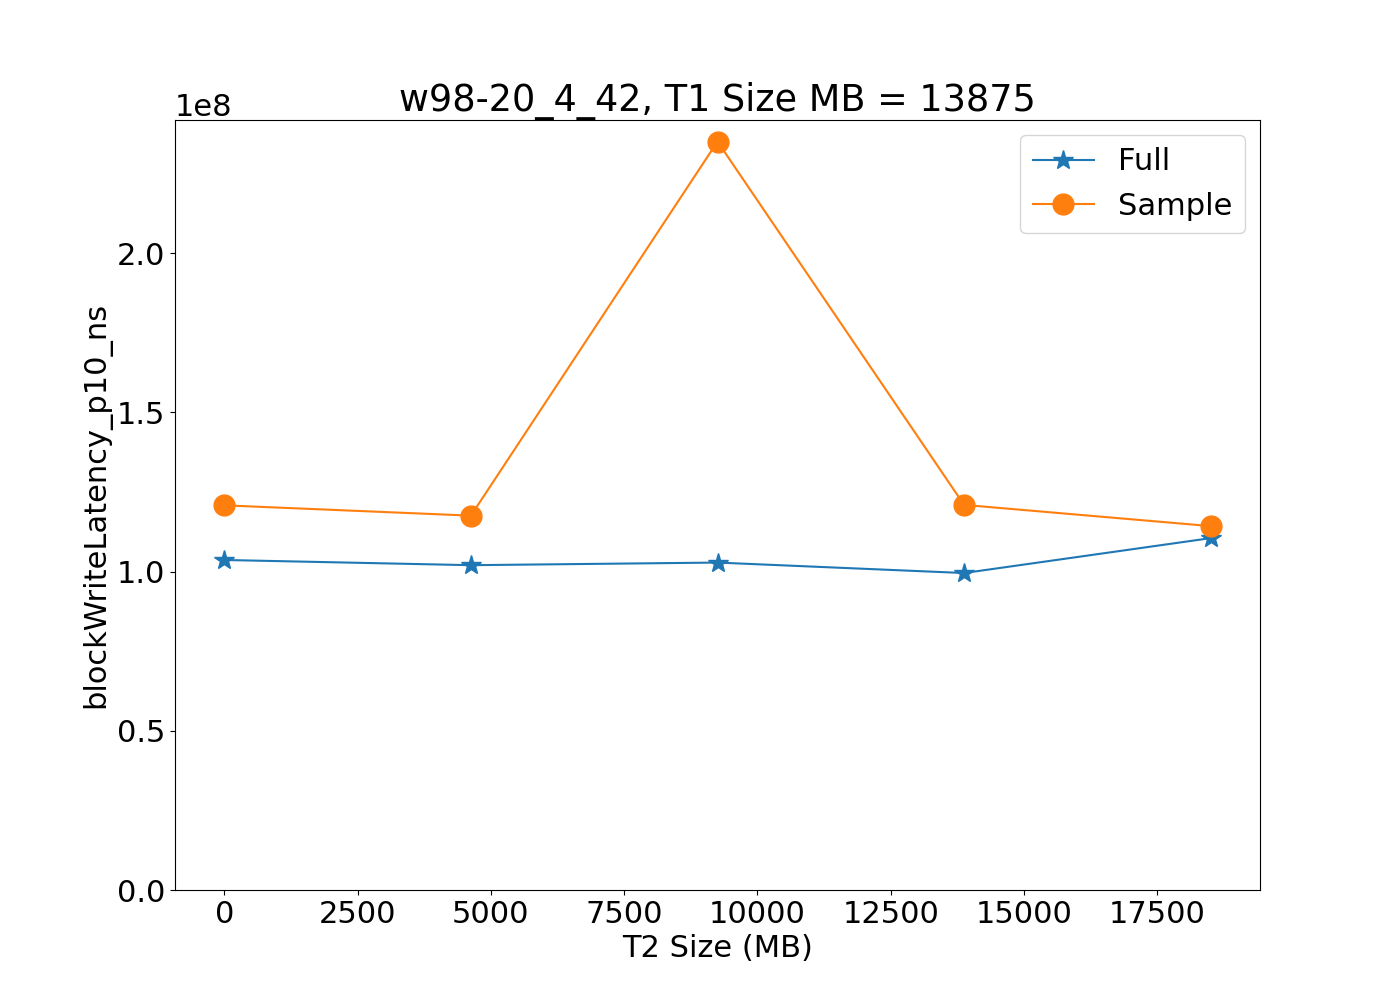 w98-20_4_42, T1 Size MB = 13875
1e8
Full
Sample
2.0
1.5
1.0
0.5
0.0
blockWriteLatency_p10_ns
0 2500 5000 7500 10000 12500 15000 17500
T2 Size (MB)